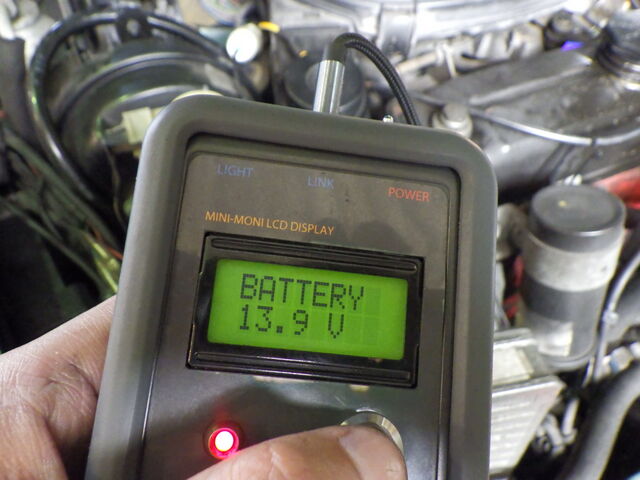 LIGHT LINK POWER
MINI-MONI LCD DISPLAY
BATTERY
13.9 V